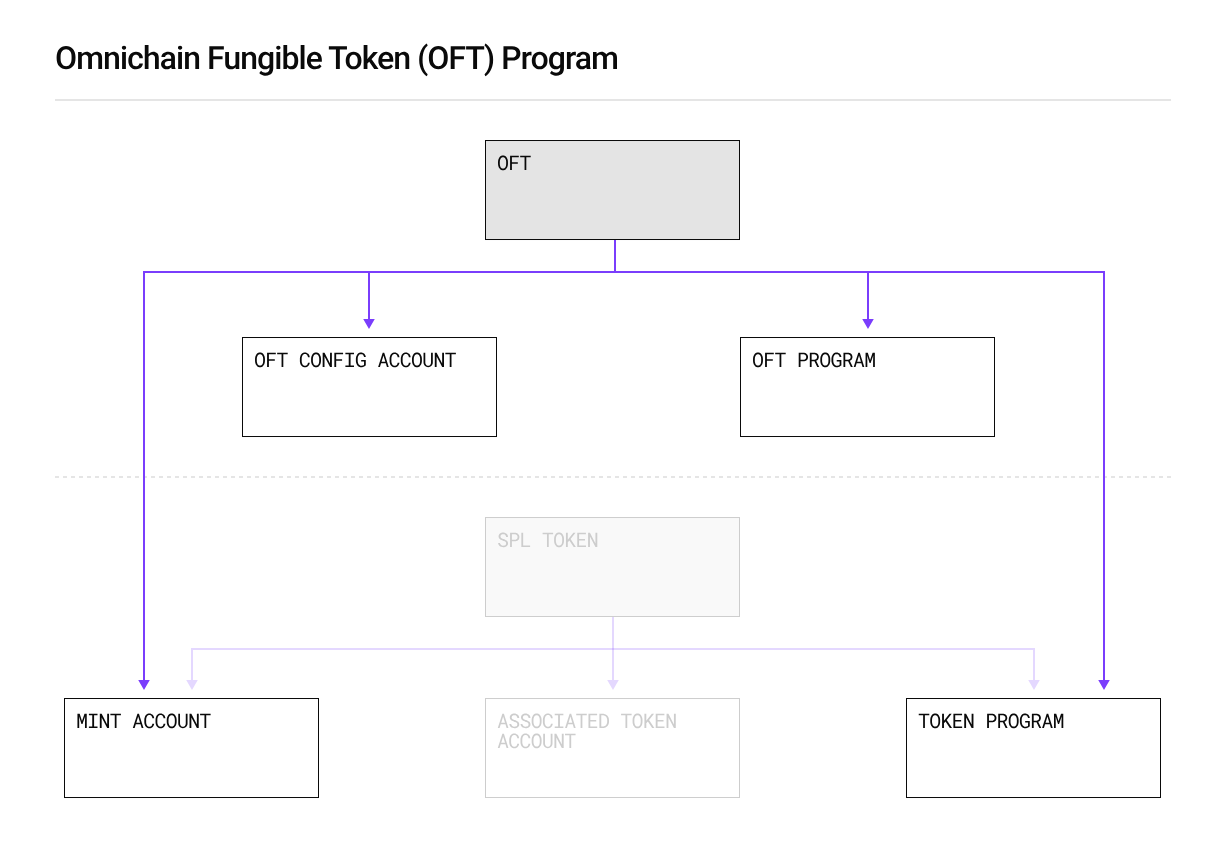 Omnichain Fungible Token (OFT) Program
OFT
OFT CONFIG ACCOUNT
OFT PROGRAM
SPL TOKEN
MINT ACCOUNT
ASSOCIATED TOKEN
ACCOUNT
TOKEN PROGRAM